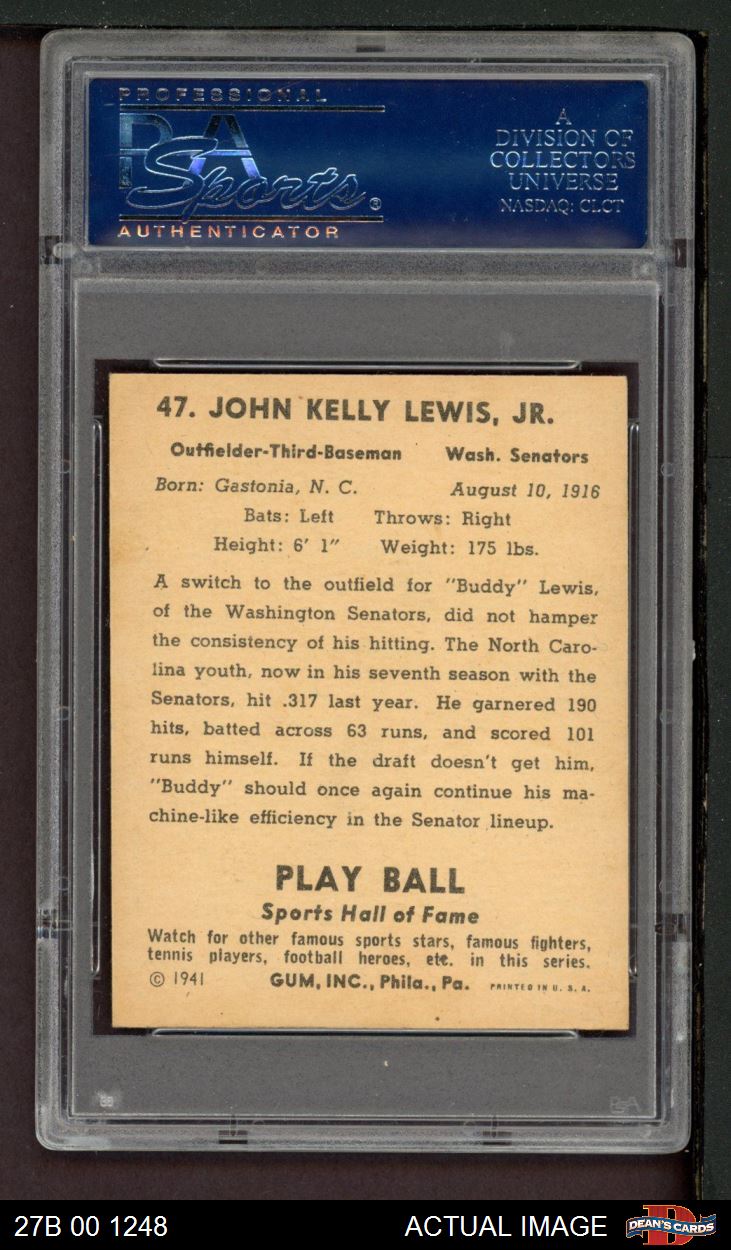 PROFESSIONAL
PSA
Sports®
AUTHENTICATOR
A
DIVISION OF
COLLECTORS
UNIVERSE
NASDAQ: CLCT
47. JOHN KELLY LEWIS, JR.
Outfielder-Third-Baseman Wash. Senators
Born: Gastonia, N. C. August 10, 1916
Bats: Left Throws: Right
Height: 6' 1" Weight: 175 lbs.
A switch to the outfield for "Buddy" Lewis,
of the Washington Senators, did not hamper
the consistency of his hitting. The North Caro-
lina youth, now in his seventh season with the
Senators, hit .317 last year. He garnered 190
hits, batted across 63 runs, and scored 101
runs himself. If the draft doesn't get him,
"Buddy" should once again continue his ma-
chine-like efficiency in the Senator lineup.
PLAY BALL
Sports Hall of Fame
Watch for other famous sports stars, famous fighters,
tennis players, football heroes, etc. in this series.
© 1941 GUM, INC., Phila., Pa. PRINTED IN U. S. A.
PSA
27B 00 1248 ACTUAL IMAGE DEAN'S CARDS